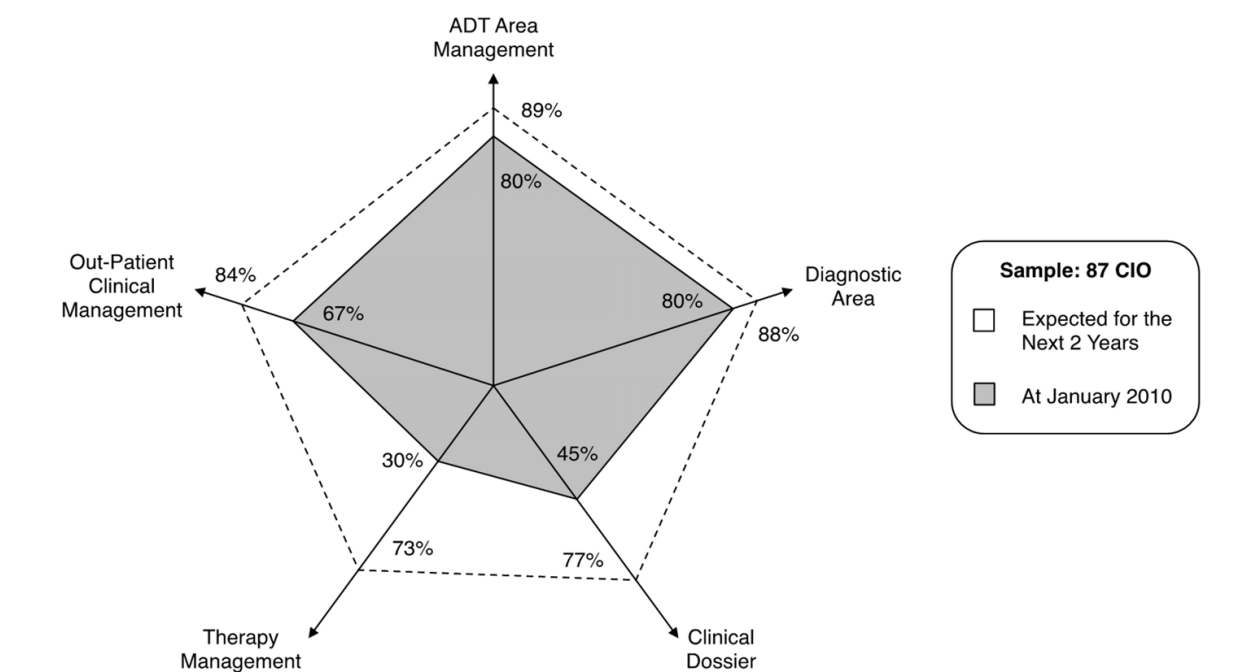 ADT Area
Management
89%
80%
Out-Patient
Clinical
Management
84%
67%
Diagnostic
Area
80%
88%
Sample: 87 CIO
Expected for the
Next 2 Years
At January 2010
30%
45%
73%
77%
Therapy
Management
Clinical
Dossier